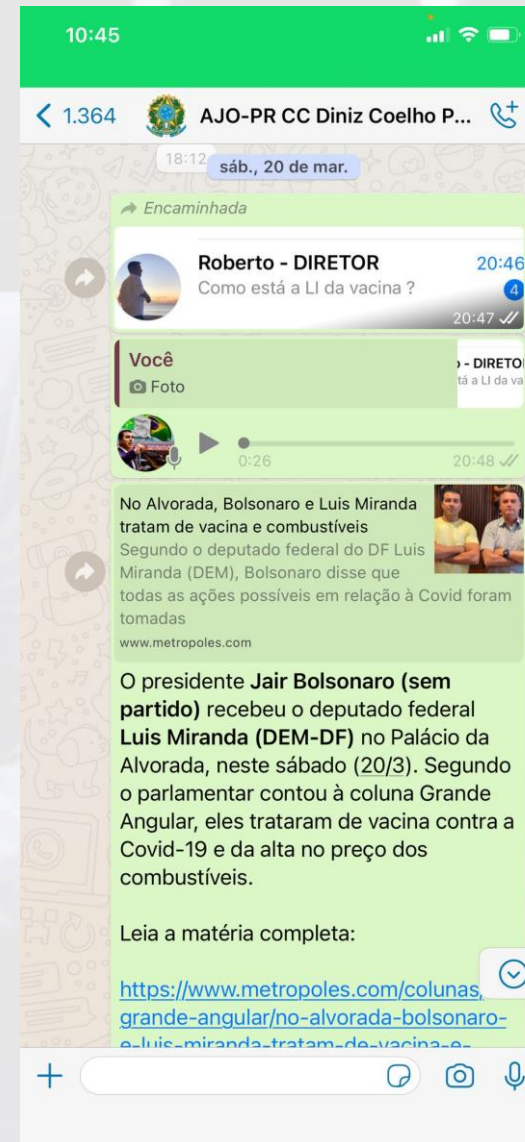 10:45
1.364
AJO-PR CC Diniz Coelho P...
18:12
sáb., 20 de mar.
Encaminhada
Roberto - DIRETOR
20:46
Como está a LI da vacina ?
4
20:47
Você
Foto
- DIRETO
tá a LI da va
0:26
20:48
No Alvorada, Bolsonaro e Luis Miranda
tratam de vacina e combustíveis
Segundo o deputado federal do DF Luis
Miranda (DEM), Bolsonaro disse que
todas as ações possíveis em relação à Covid foram
tomadas
www.metropoles.com
O presidente Jair Bolsonaro (sem
partido) recebeu o deputado federal
Luis Miranda (DEM-DF) no Palácio da
Alvorada, neste sábado (20/3). Segundo
o parlamentar contou à coluna Grande
Angular, eles trataram de vacina contra a
Covid-19 e da alta no preço dos
combustíveis.
Leia a matéria completa:
https://www.metropoles.com/colunas/
grande-angular/no-alvorada-bolsonaro-
e-luis-miranda-tratam-de-vacina-e-